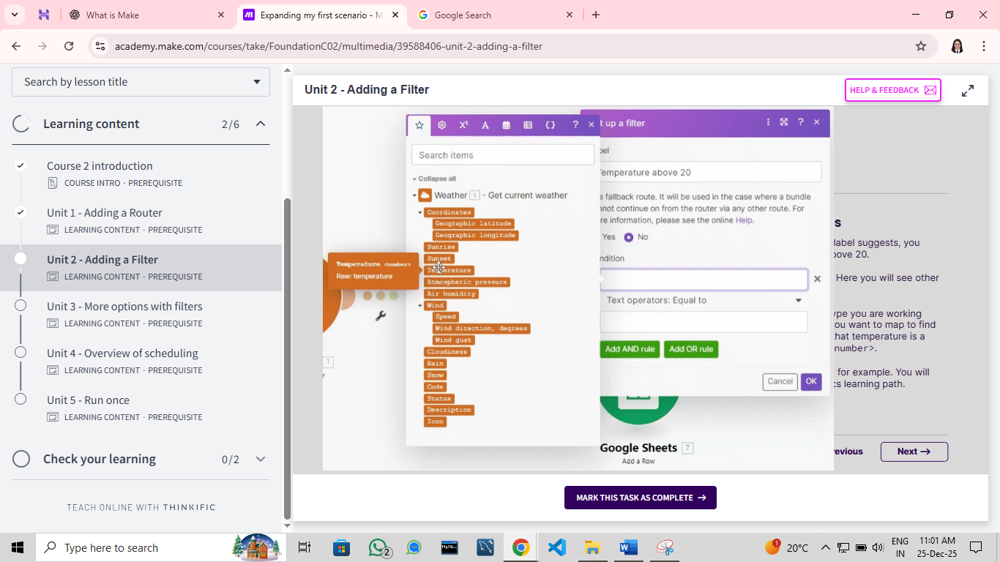 What is Make
Expanding my first scenario - M
Google Search
academy.make.com/courses/take/FoundationC02/multimedia/39588406-unit-2-adding-a-filter
Search by lesson title
Learning content 2/6
Course 2 introduction
COURSE INTRO · PREREQUISITE
Unit 1 - Adding a Router
LEARNING CONTENT · PREREQUISITE
Unit 2 - Adding a Filter
LEARNING CONTENT · PREREQUISITE
Unit 3 - More options with filters
LEARNING CONTENT · PREREQUISITE
Unit 4 - Overview of scheduling
LEARNING CONTENT · PREREQUISITE
Unit 5 - Run once
LEARNING CONTENT · PREREQUISITE
Check your learning 0/2
TEACH ONLINE WITH THINKIFIC
Unit 2 - Adding a Filter
HELP & FEEDBACK
Search items
Collapse all
Weather 1 - Get current weather
Coordinates
Geographic latitude
Geographic longitude
Sunrise
Sunset
Temperature
Atmospheric pressure
Air humidity
Wind
Speed
Wind direction, degrees
Wind gust
Cloudiness
Rain
Snow
Code
Status
Description
Icon
Temperature <number>
Raw: temperature
1
r
t up a filter
bel
Temperature above 20
e fallback route. It will be used in the case where a bundle
nnot continue on from the router via any other route. For
re information, please see the online Help.
Yes No
ndition
Text operators: Equal to
Add AND rule Add OR rule
Cancel OK
Google Sheets 7
Add a Row
s
label suggests, you
bove 20.
Here you will see other
ype you are working
you want to map to find
that temperature is a
number>.
for example. You will
cs learning path.
evious
Next →
MARK THIS TASK AS COMPLETE →
Type here to search
2
MySQL
1
20°C
ENG
IN
11:01 AM
25-Dec-25